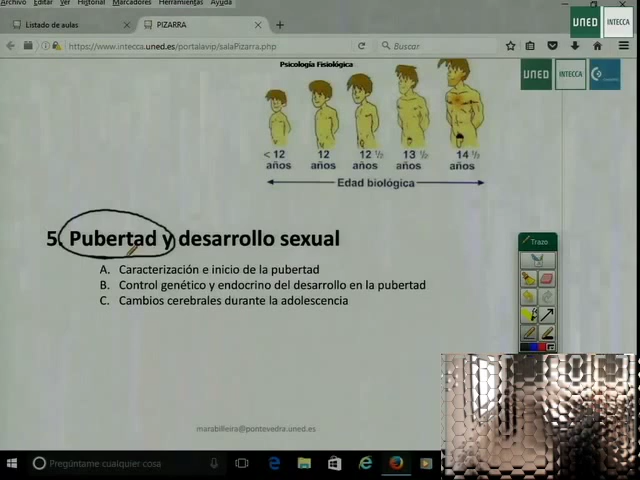 Archivo Editar Ver Historial Marcadores Herramientas Ayuda
Listado de aulas
PIZARRA
https://www.intecca.uned.es/portalavip/salaPizarra.php
Buscar
UNED INTECCA
Psicología Fisiológica
UNED INTECCA
< 12 años
12 años
12 ½ años
13 ½ años
14 ½ años
Edad biológica
5. Pubertad y desarrollo sexual
A. Caracterización e inicio de la pubertad
B. Control genético y endocrino del desarrollo en la pubertad
C. Cambios cerebrales durante la adolescencia
Trazo
marabilleira@pontevedra.uned.es
Pregúntame cualquier cosa